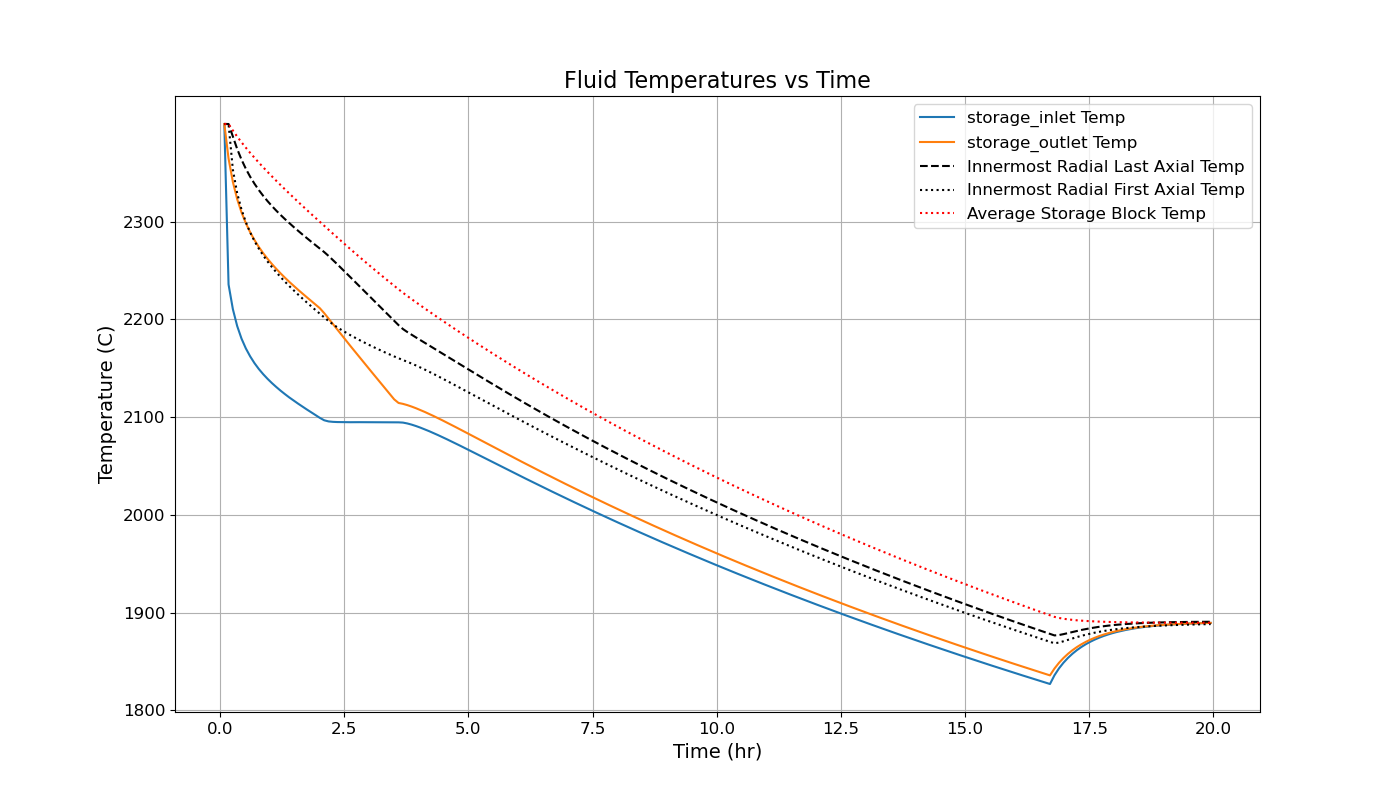 Fluid Temperatures vs Time
storage_inlet Temp
storage_outlet Temp
Innermost Radial Last Axial Temp
Innermost Radial First Axial Temp
Average Storage Block Temp
Temperature (C)
2300
2200
2100
2000
1900
1800
0.0 2.5 5.0 7.5 10.0 12.5 15.0 17.5 20.0
Time (hr)